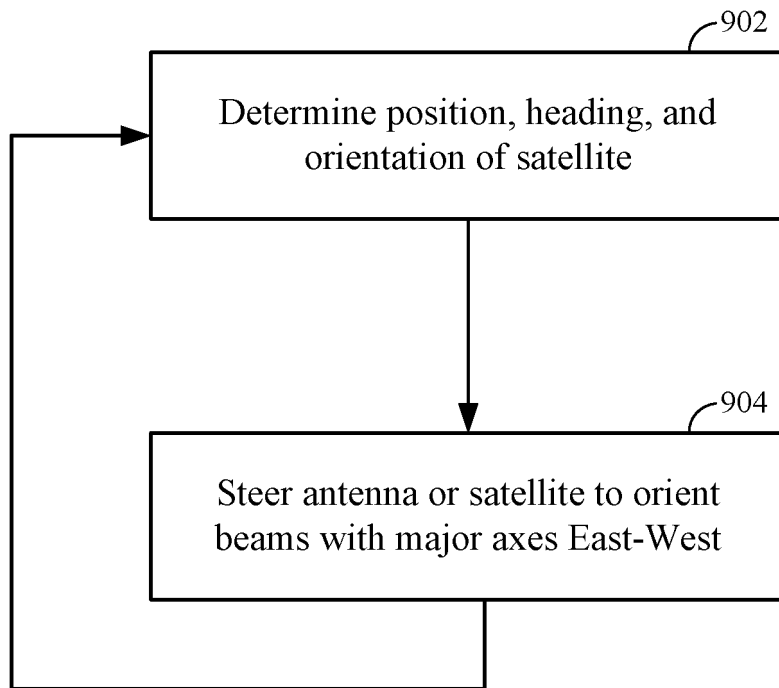 902
Determine position, heading, and
orientation of satellite
904
Steer antenna or satellite to orient
beams with major axes East-West